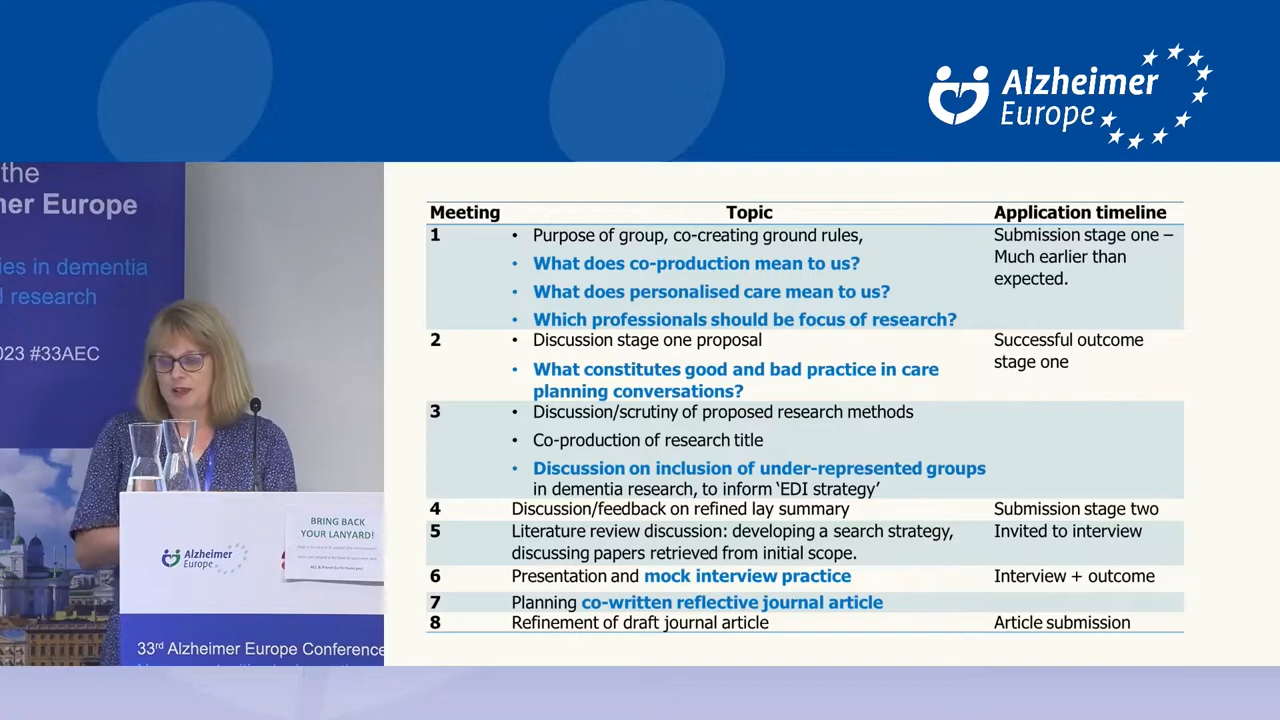 Alzheimer
Europe
the
ner Europe
ies in dementia
d research
023 #33AEC
BRING BACK
YOUR LANYARD!
Alzheimer
Europe
33rd Alzheimer Europe Conference
Meeting Topic Application timeline
1 • Purpose of group, co-creating ground rules, Submission stage one –
• What does co-production mean to us? Much earlier than
expected.
• What does personalised care mean to us?
• Which professionals should be focus of research?
2 • Discussion stage one proposal Successful outcome
stage one
• What constitutes good and bad practice in care
planning conversations?
3 • Discussion/scrutiny of proposed research methods
• Co-production of research title
• Discussion on inclusion of under-represented groups
in dementia research, to inform ‘EDI strategy’
4 Discussion/feedback on refined lay summary Submission stage two
5 Literature review discussion: developing a search strategy, Invited to interview
discussing papers retrieved from initial scope.
6 Presentation and mock interview practice Interview + outcome
7 Planning co-written reflective journal article
8 Refinement of draft journal article Article submission